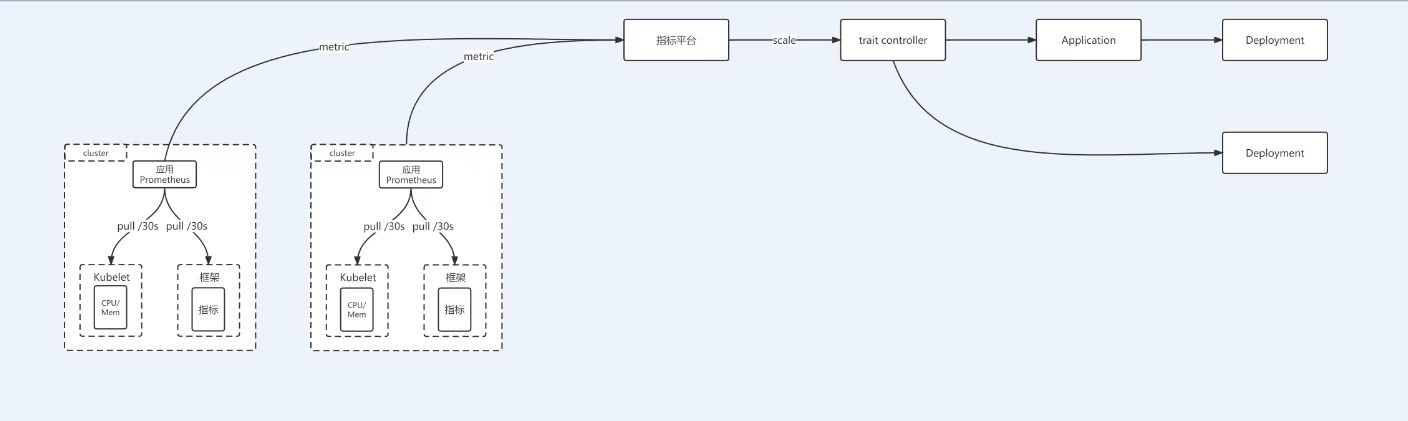 metric
metric
指标平台
scale
trait controller
Application
Deployment
Deployment
cluster
应用
Prometheus
pull /30s
pull /30s
Kubelet
CPU/
Mem
框架
指标
cluster
应用
Prometheus
pull /30s
pull /30s
Kubelet
CPU/
Mem
框架
指标